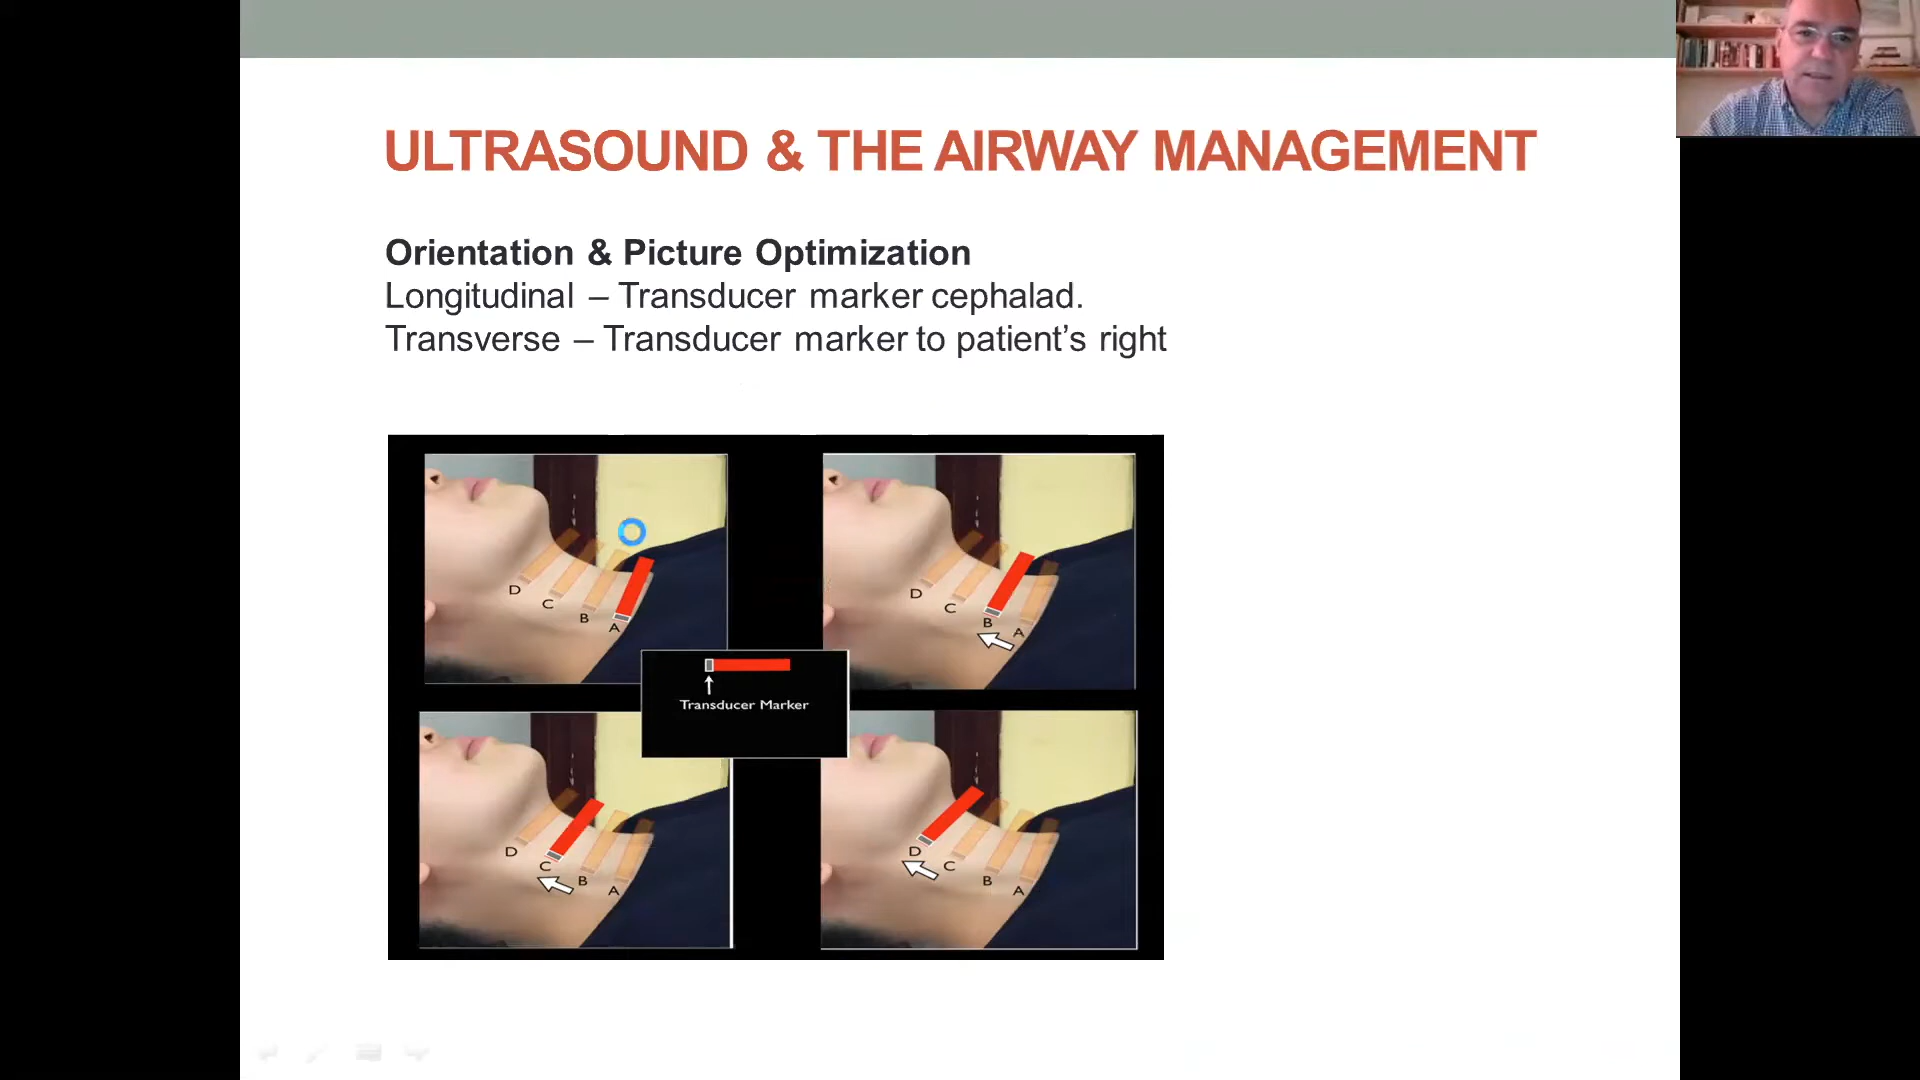 ULTRASOUND & THE AIRWAY MANAGEMENT
Orientation & Picture Optimization
Longitudinal – Transducer marker cephalad.
Transverse – Transducer marker to patient’s right
D
C
B
A
D
C
B
A
Transducer Marker
D
C
B
A
D
C
B
A